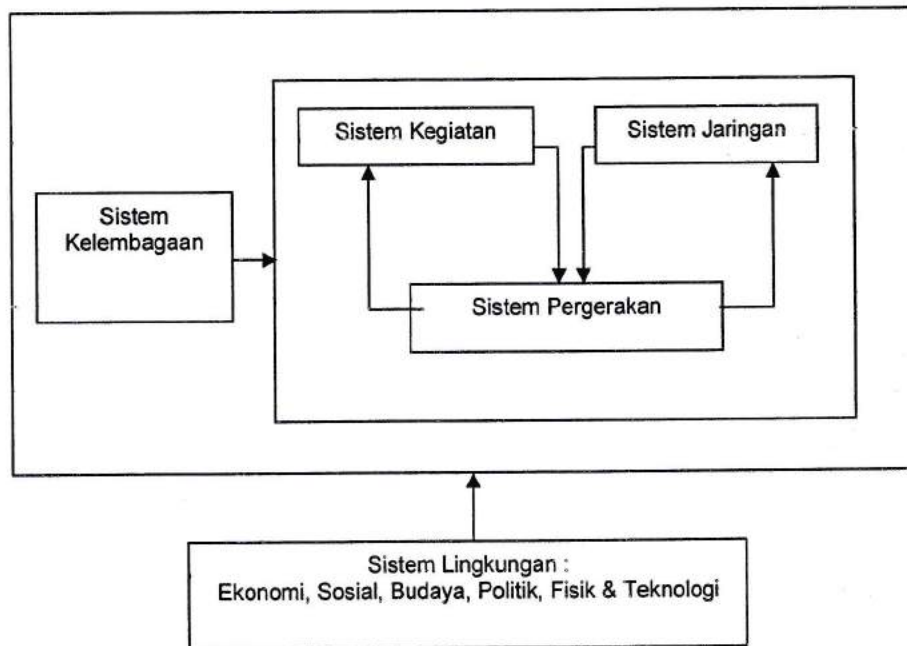 Sistem Kegiatan
Sistem Jaringan
Sistem
Kelembagaan
Sistem Pergerakan
Sistem Lingkungan :
Ekonomi, Sosial, Budaya, Politik, Fisik & Teknologi